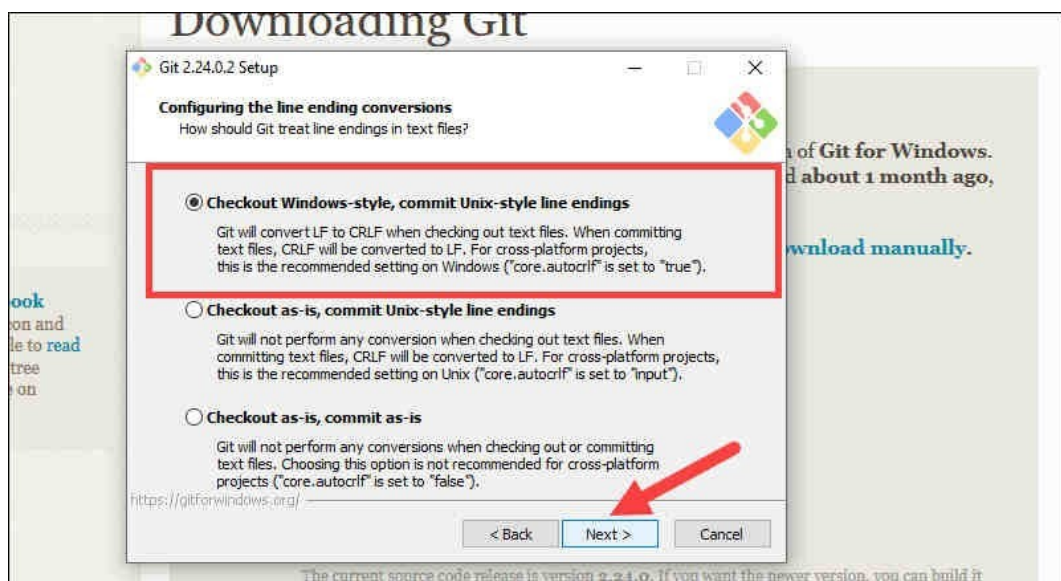 Downloading Git
Git 2.24.0.2 Setup
Configuring the line ending conversions
How should Git treat line endings in text files?
of Git for Windows.
about 1 month ago,
ownload manually.
Checkout Windows-style, commit Unix-style line endings
Git will convert LF to CRLF when checking out text files. When committing
text files, CRLF will be converted to LF. For cross-platform projects,
this is the recommended setting on Windows ("core.autocrlf" is set to "true").
Checkout as-is, commit Unix-style line endings
Git will not perform any conversion when checking out text files. When
committing text files, CRLF will be converted to LF. For cross-platform projects,
this is the recommended setting on Unix ("core.autocrlf" is set to "input").
Checkout as-is, commit as-is
Git will not perform any conversions when checking out or committing
text files. Choosing this option is not recommended for cross-platform
projects ("core.autocrlf" is set to "false").
https://gitforwindows.org/
< Back
Next >
Cancel
ook
on and
le to read
tree
on
The current source code release is version 2.24.0. If you want the newer version, you can build it